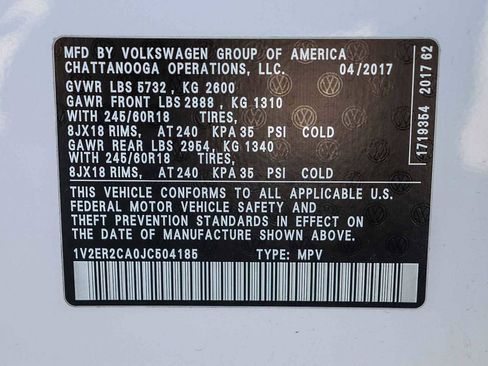 MFD BY VOLKSWAGEN GROUP OF AMERICA
CHATTANOOGA OPERATIONS, LLC. 04/2017
GVWR LBS 5732 , KG 2600
GAWR FRONT LBS 2888 , KG 1310
WITH 245/60R18 TIRES,
8JX18 RIMS, AT 240 KPA 35 PSI COLD
GAWR REAR LBS 2954, KG 1340
WITH 245/60R18 TIRES,
8JX18 RIMS, AT 240 KPA 35 PSI COLD
THIS VEHICLE CONFORMS TO ALL APPLICABLE U.S.
FEDERAL MOTOR VEHICLE SAFETY AND
THEFT PREVENTION STANDARDS IN EFFECT ON
THE DATE OF MANUFACTURE SHOWN ABOVE.
1V2ER2CA0JC504185 TYPE: MPV
1719354 2017 62